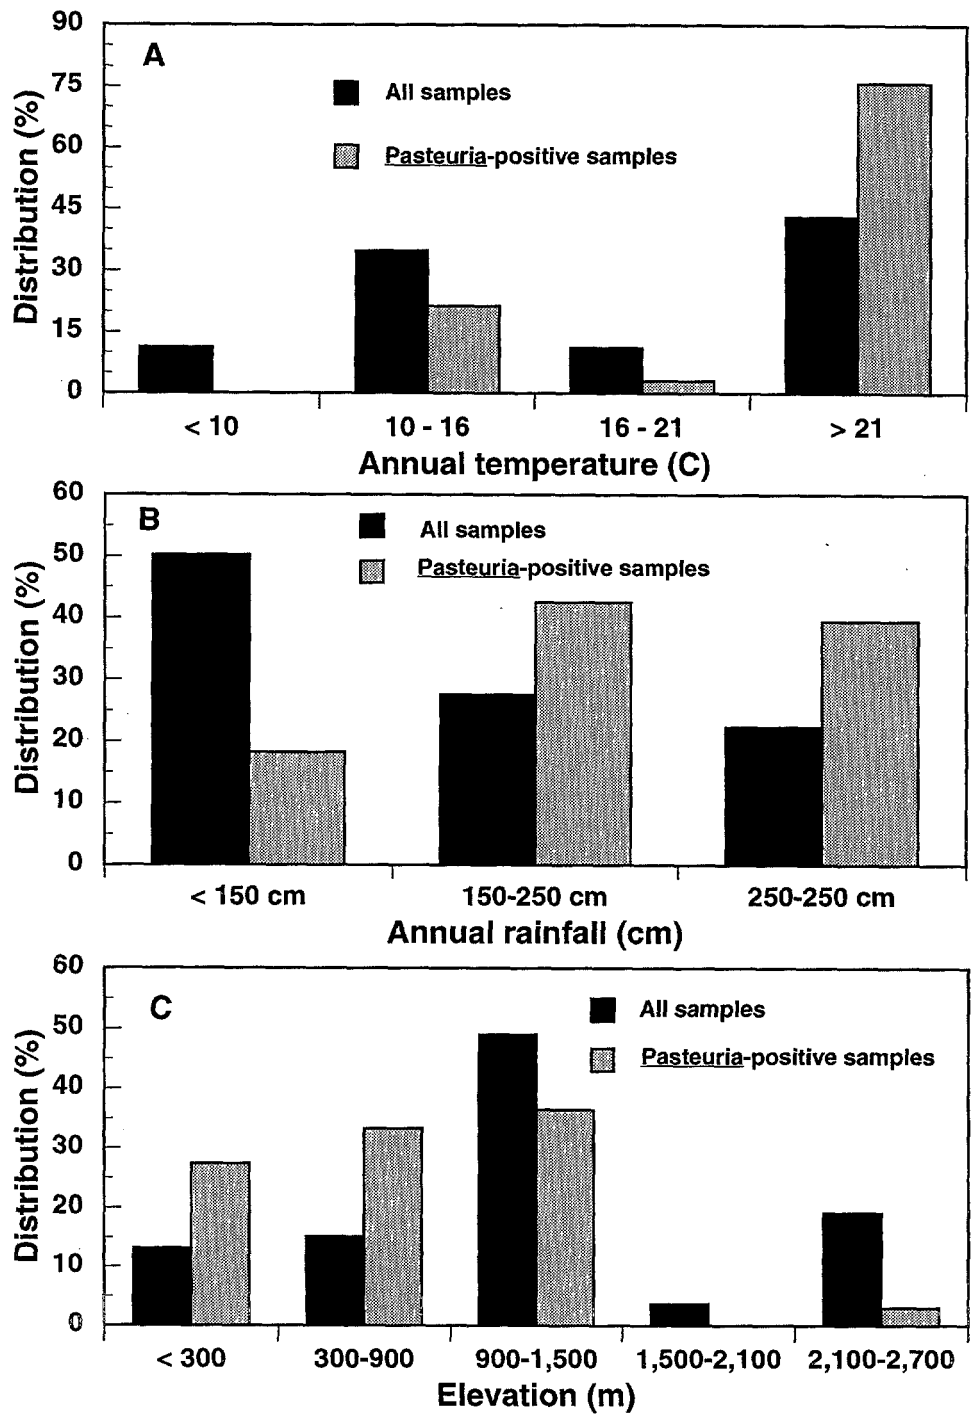 90
75
60
45
30
15
0
Distribution (%)
A
All samples
Pasteuria-positive samples
< 10
10 - 16
16 - 21
> 21
Annual temperature (C)
60
50
40
30
20
10
0
Distribution (%)
B
All samples
Pasteuria-positive samples
< 150 cm
150-250 cm
250-250 cm
Annual rainfall (cm)
60
50
40
30
20
10
0
Distribution (%)
C
All samples
Pasteuria-positive samples
< 300
300-900
900-1,500
1,500-2,100
2,100-2,700
Elevation (m)